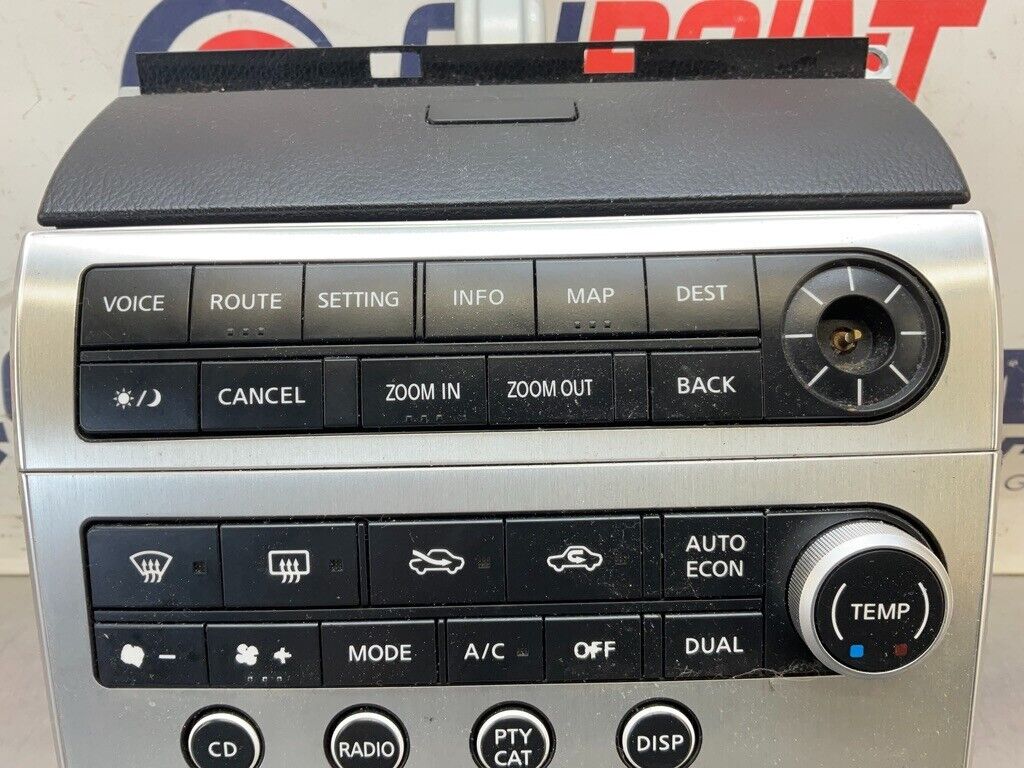 POINT
VOICE ROUTE SETTING INFO MAP DEST
CANCEL ZOOM IN ZOOM OUT BACK
AUTO
ECON
- + MODE A/C OFF DUAL
TEMP
CD RADIO PTY
CAT
DISP